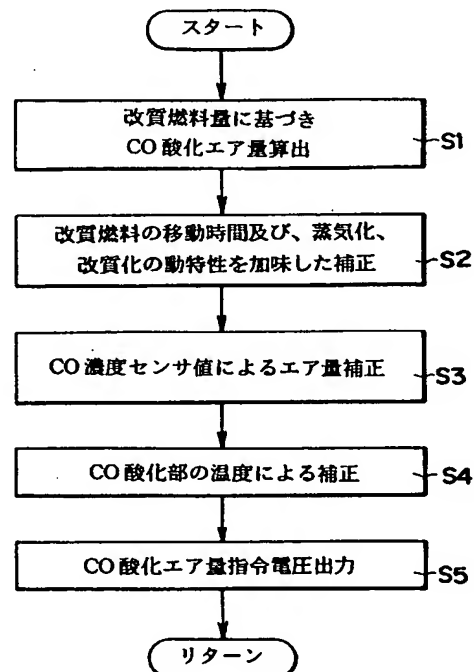 スタート
改質燃料量に基づき
CO酸化エア量算出
S1
改質燃料の移動時間及び、蒸気化、
改質化の動特性を加味した補正
S2
CO濃度センサ値によるエア量補正
S3
CO酸化部の温度による補正
S4
CO酸化エア量指令電圧出力
S5
リターン